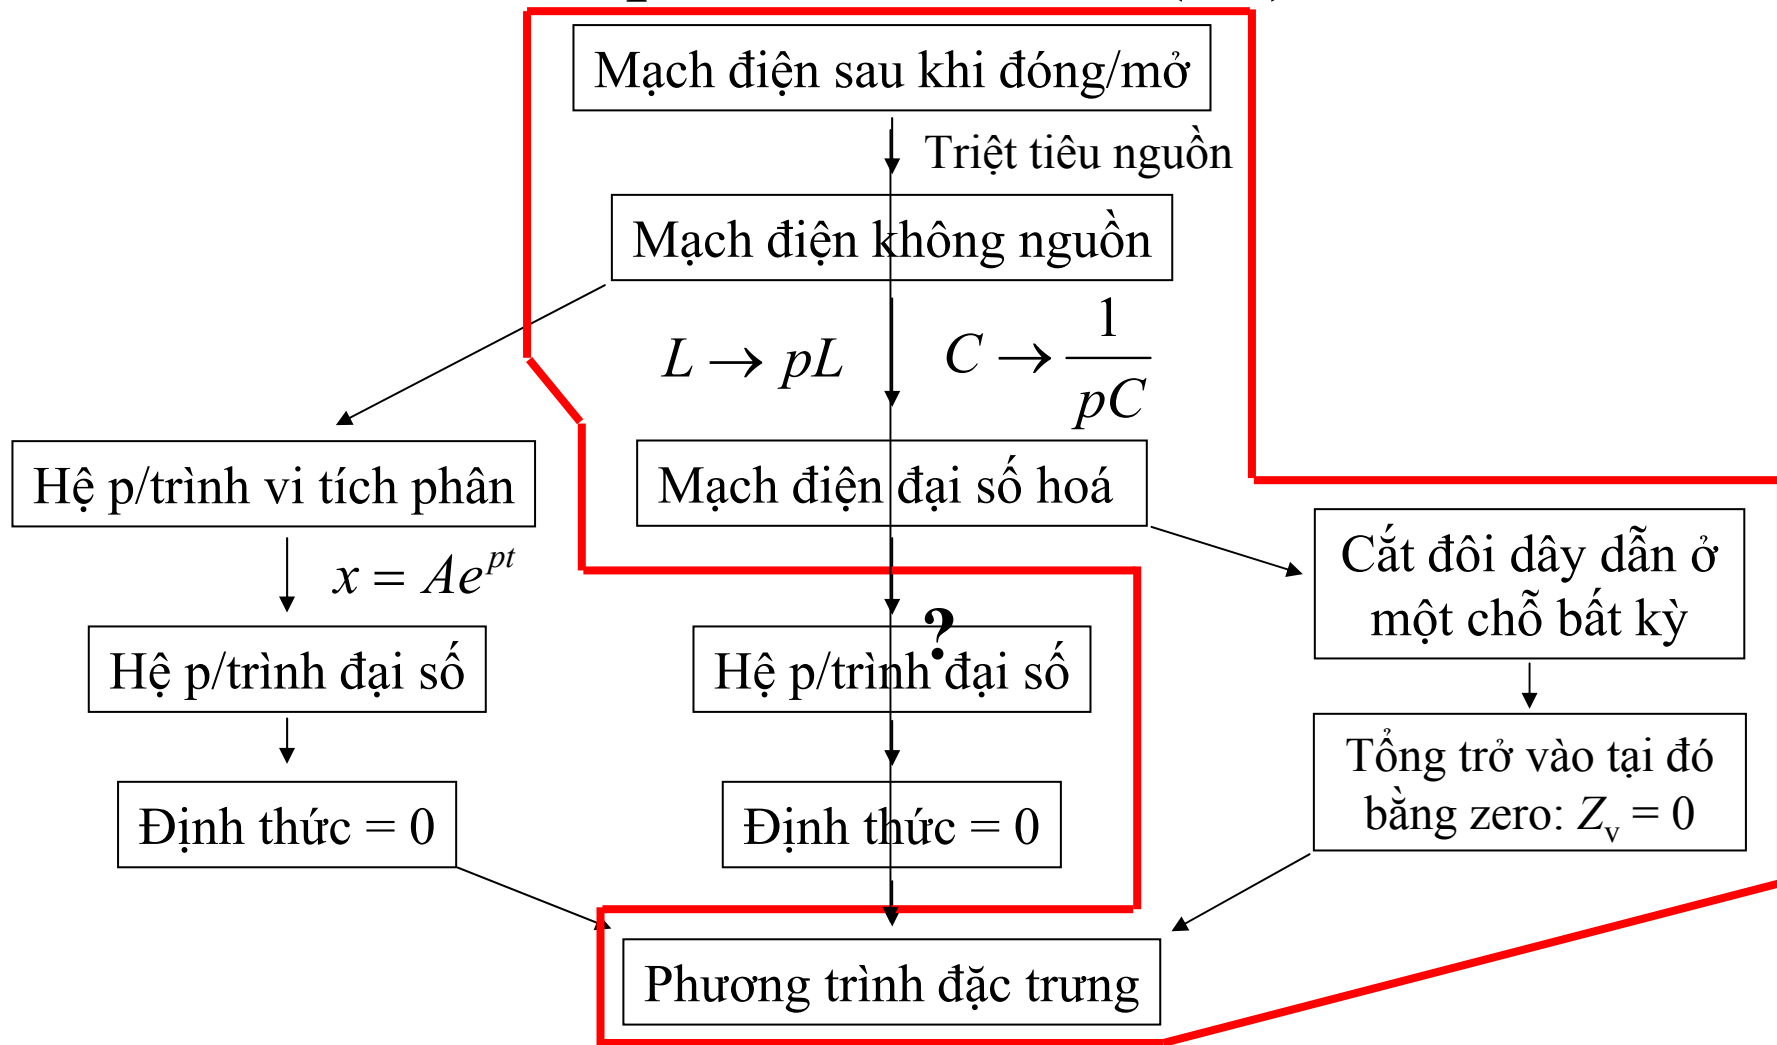 Mạch điện sau khi đóng/mở
Triệt tiêu nguồn
Mạch điện không nguồn
L → pL
C → 1/pC
Hệ p/trình vi tích phân
Mạch điện đại số hoá
x = Ae^{pt}
Cắt đôi dây dẫn ở
một chỗ bất kỳ
?
Hệ p/trình đại số
Hệ p/trình đại số
Tổng trở vào tại đó
bằng zero: Z_v = 0
Định thức = 0
Định thức = 0
Phương trình đặc trưng